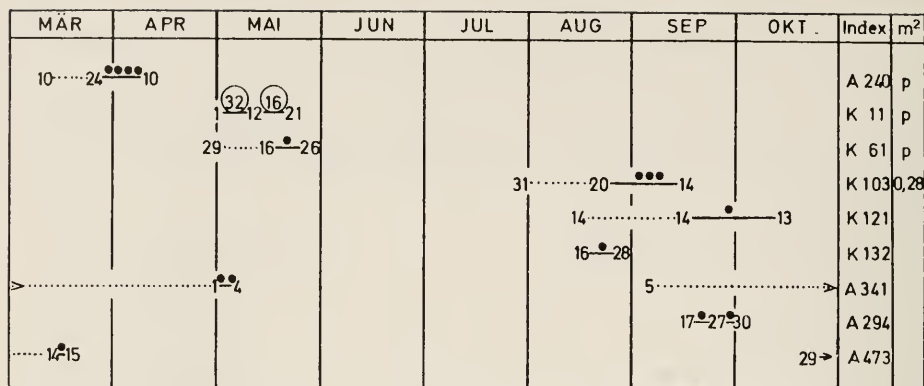 MÄR APR MAI JUN JUL AUG SEP OKT Index m²
10 24 10 A 240 p
1 32 12 16 21 K 11 p
29 16 26 K 61 p
31 20 14 K 103 0,28
14 14 13 K 121
16 28 K 132
1 4 5 A 341
17 27 30 A 294
14 15 29 A 473